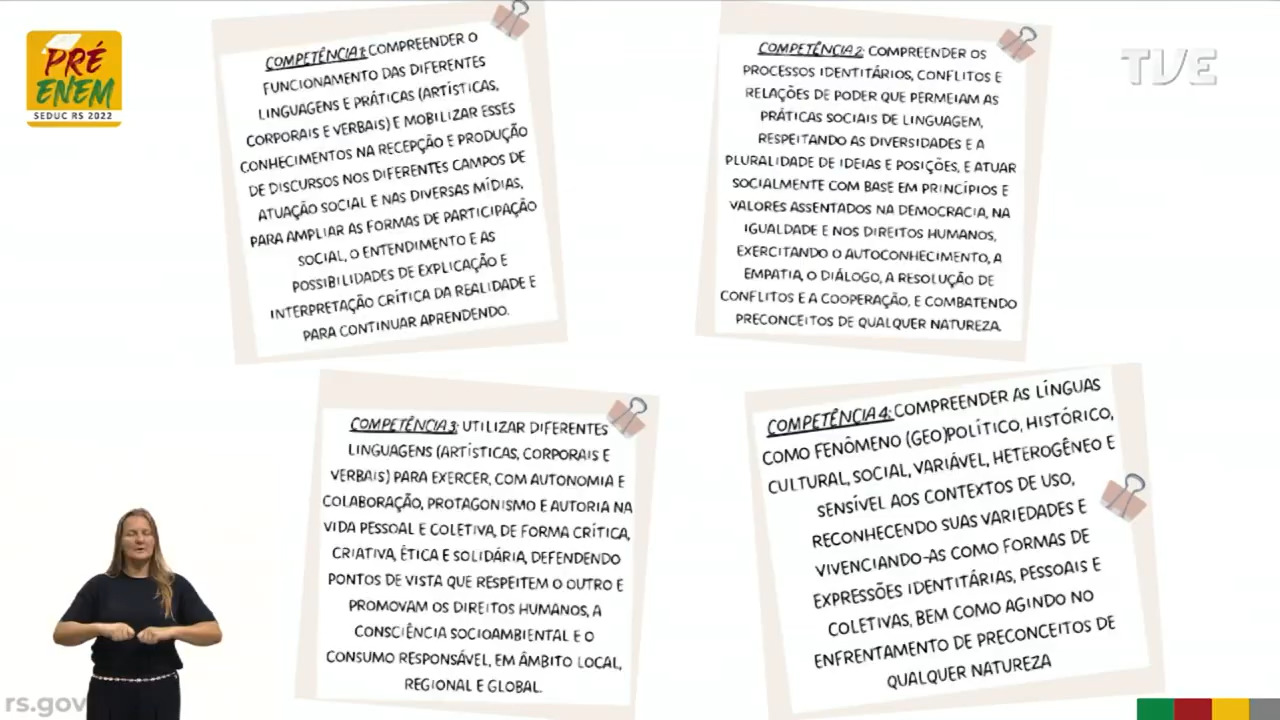 PRÉ
ENEM
SEDUC RS 2022
TVE
COMPETÊNCIA 1: COMPREENDER O
FUNCIONAMENTO DAS DIFERENTES
LINGUAGENS E PRÁTICAS (ARTÍSTICAS,
CORPORAIS E VERBAIS) E MOBILIZAR ESSES
CONHECIMENTOS NA RECEPÇÃO E PRODUÇÃO
DE DISCURSOS NOS DIFERENTES CAMPOS DE
ATUAÇÃO SOCIAL E NAS DIVERSAS MÍDIAS,
PARA AMPLIAR AS FORMAS DE PARTICIPAÇÃO
SOCIAL, O ENTENDIMENTO E AS
POSSIBILIDADES DE EXPLICAÇÃO E
INTERPRETAÇÃO CRÍTICA DA REALIDADE E
PARA CONTINUAR APRENDENDO.
COMPETÊNCIA 2: COMPREENDER OS
PROCESSOS IDENTITÁRIOS, CONFLITOS E
RELAÇÕES DE PODER QUE PERMEIAM AS
PRÁTICAS SOCIAIS DE LINGUAGEM,
RESPEITANDO AS DIVERSIDADES E A
PLURALIDADE DE IDEIAS E POSIÇÕES, E ATUAR
SOCIALMENTE COM BASE EM PRINCÍPIOS E
VALORES ASSENTADOS NA DEMOCRACIA, NA
IGUALDADE E NOS DIREITOS HUMANOS,
EXERCITANDO O AUTOCONHECIMENTO, A
EMPATIA, O DIÁLOGO, A RESOLUÇÃO DE
CONFLITOS E A COOPERAÇÃO, E COMBATENDO
PRECONCEITOS DE QUALQUER NATUREZA.
COMPETÊNCIA 3: UTILIZAR DIFERENTES
LINGUAGENS (ARTÍSTICAS, CORPORAIS E
VERBAIS) PARA EXERCER, COM AUTONOMIA E
COLABORAÇÃO, PROTAGONISMO E AUTORIA NA
VIDA PESSOAL E COLETIVA, DE FORMA CRÍTICA,
CRIATIVA, ÉTICA E SOLIDÁRIA, DEFENDENDO
PONTOS DE VISTA QUE RESPEITEM O OUTRO E
PROMOVAM OS DIREITOS HUMANOS, A
CONSCIÊNCIA SOCIOAMBIENTAL E O
CONSUMO RESPONSÁVEL, EM ÂMBITO LOCAL,
REGIONAL E GLOBAL.
COMPETÊNCIA 4: COMPREENDER AS LÍNGUAS
COMO FENÔMENO (GEO)POLÍTICO, HISTÓRICO,
CULTURAL, SOCIAL, VARIÁVEL, HETEROGÊNEO E
SENSÍVEL AOS CONTEXTOS DE USO,
RECONHECENDO SUAS VARIEDADES E
VIVENCIANDO-AS COMO FORMAS DE
EXPRESSÕES IDENTITÁRIAS, PESSOAIS E
COLETIVAS, BEM COMO AGINDO NO
ENFRENTAMENTO DE PRECONCEITOS DE
QUALQUER NATUREZA
rs.gov